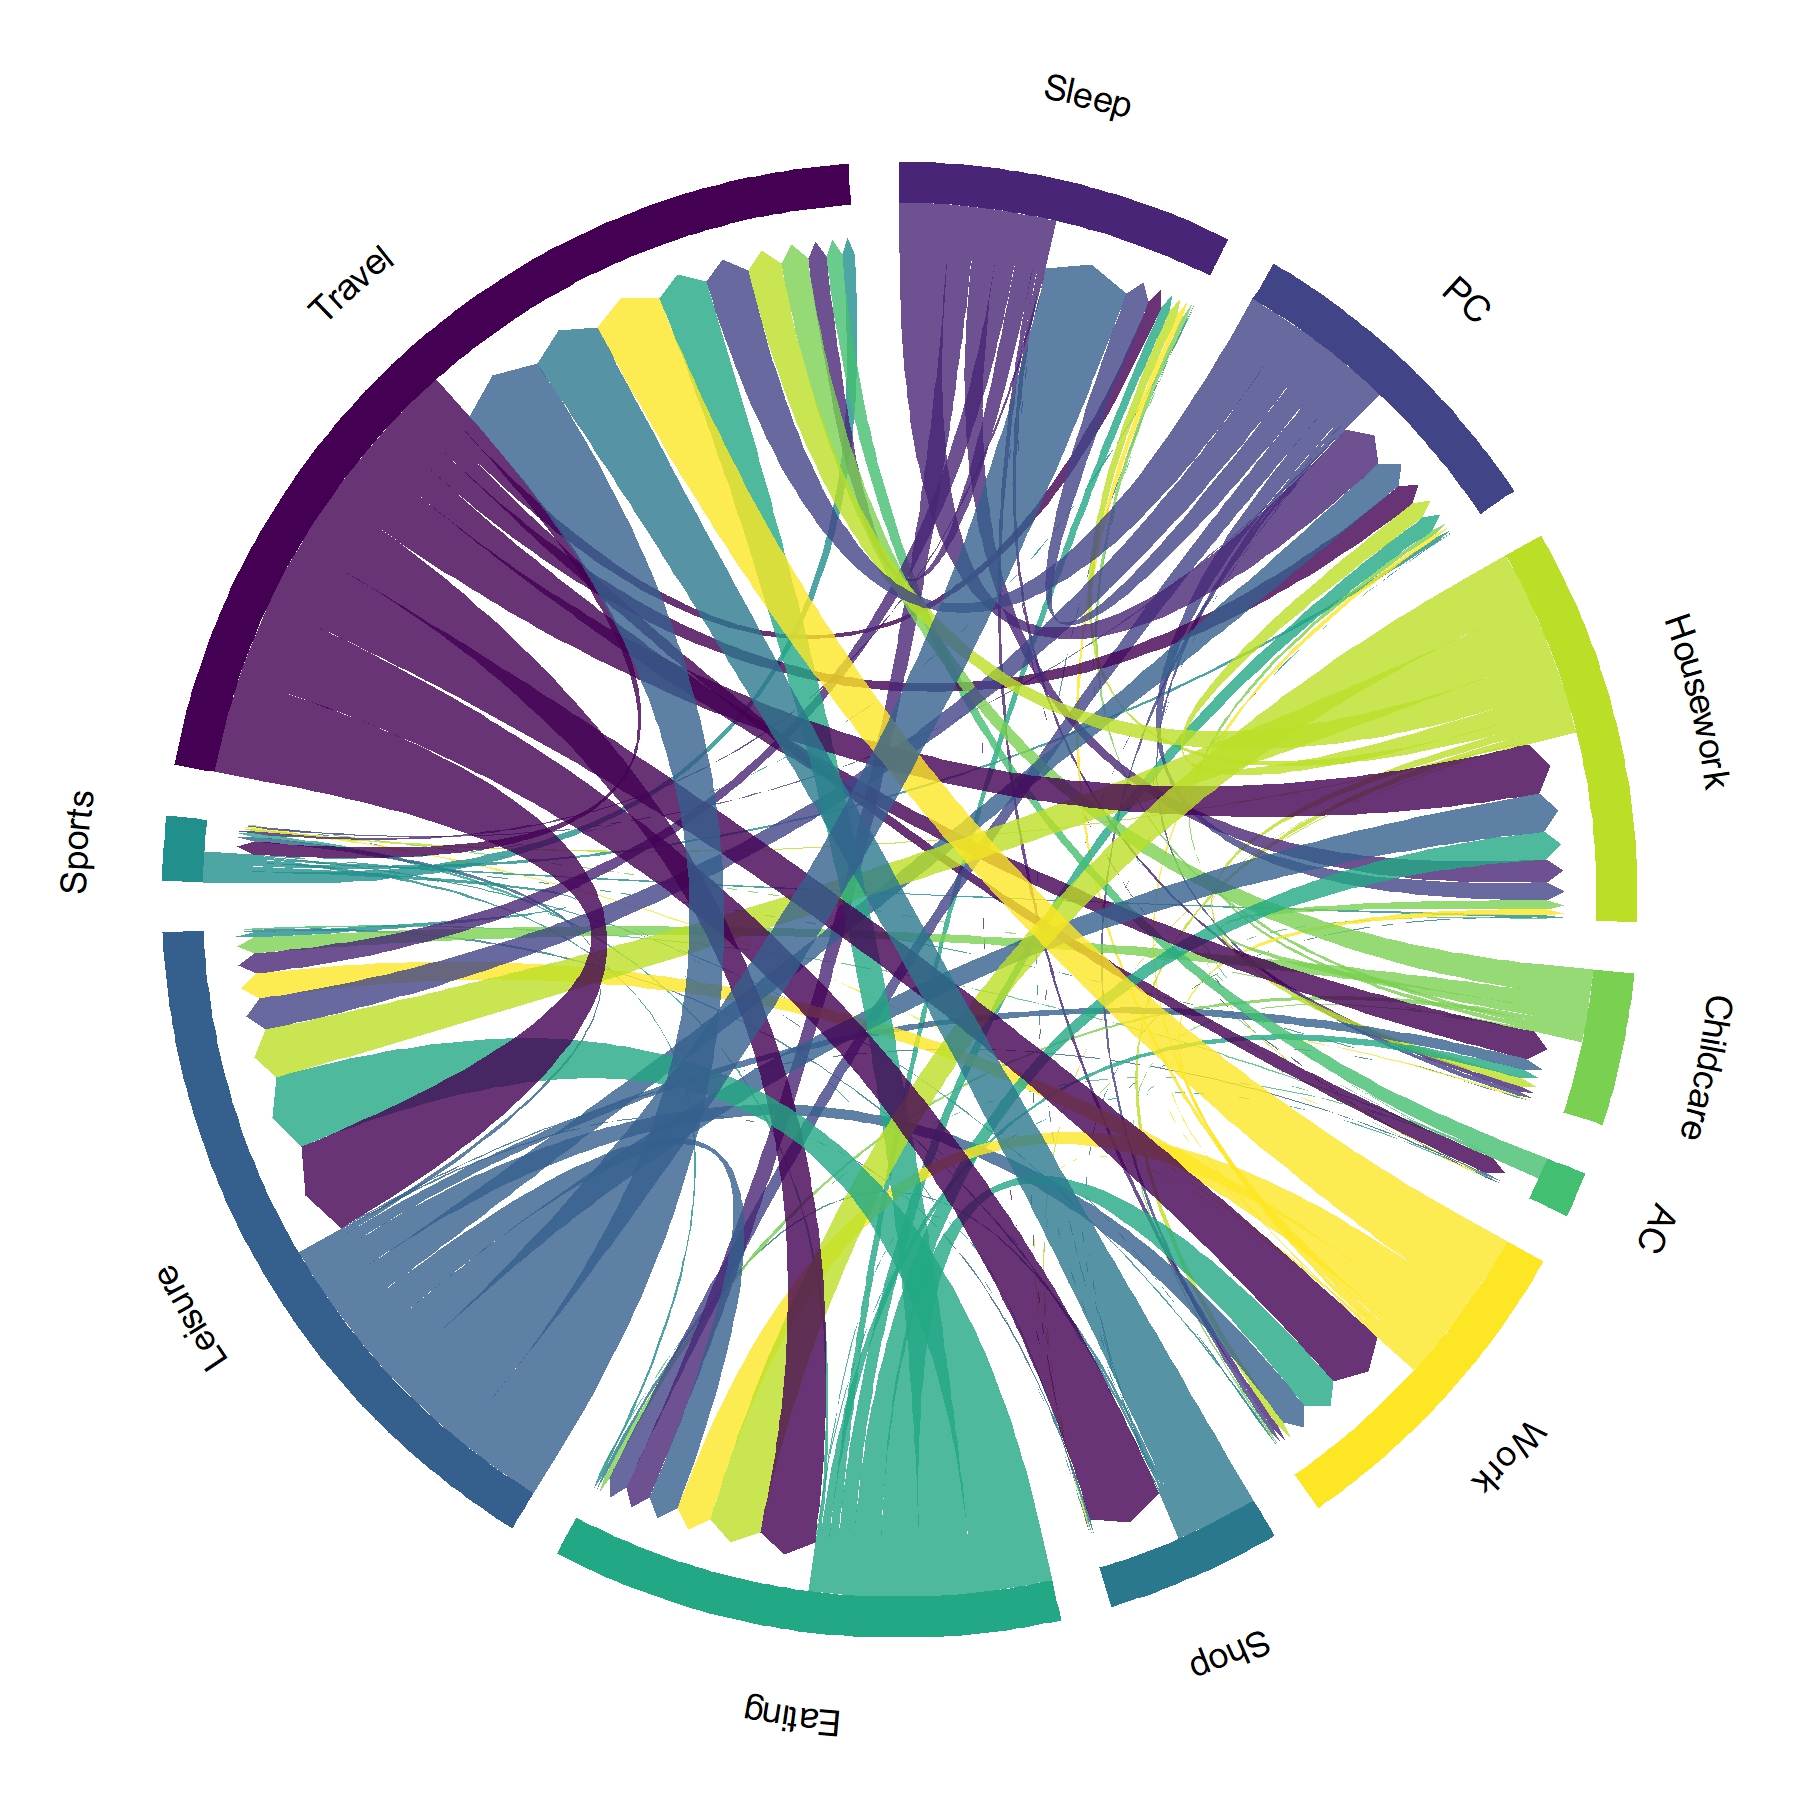 Sleep
PC
Housework
Childcare
AC
Work
Shop
Eating
Leisure
Sports
Travel